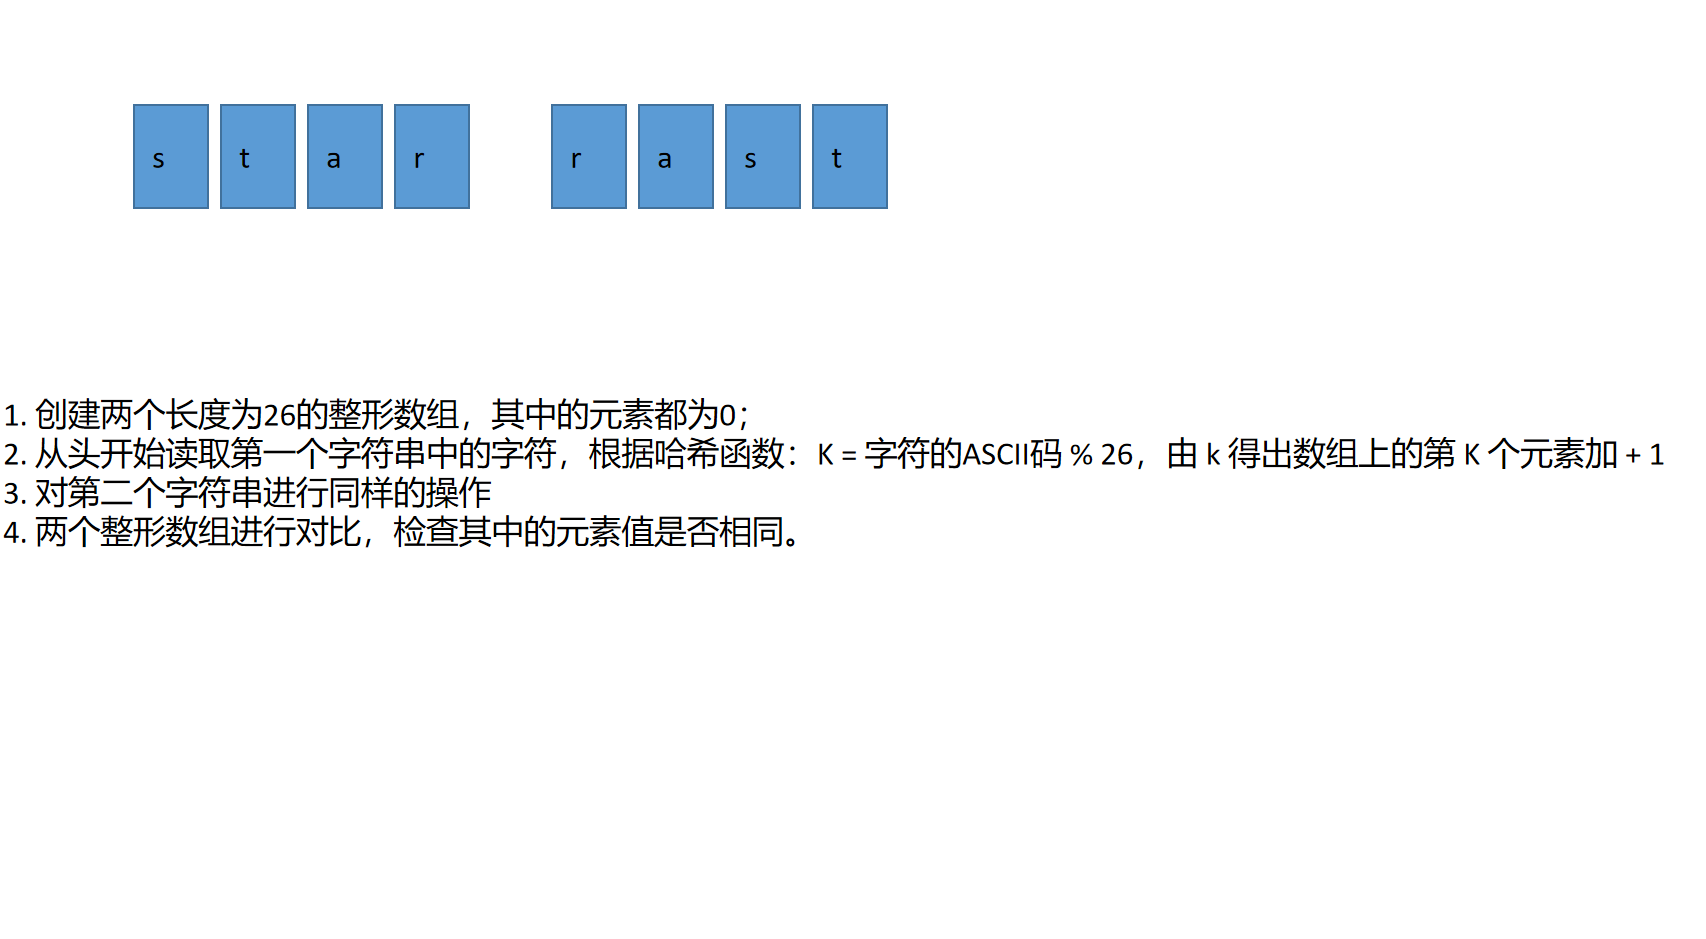 s t a r r a s t
1. 创建两个长度为26的整形数组，其中的元素都为0；
2. 从头开始读取第一个字符串中的字符，根据哈希函数：K = 字符的ASCII码 % 26，由 k 得出数组上的第 K 个元素加 + 1
3. 对第二个字符串进行同样的操作
4. 两个整形数组进行对比，检查其中的元素值是否相同。